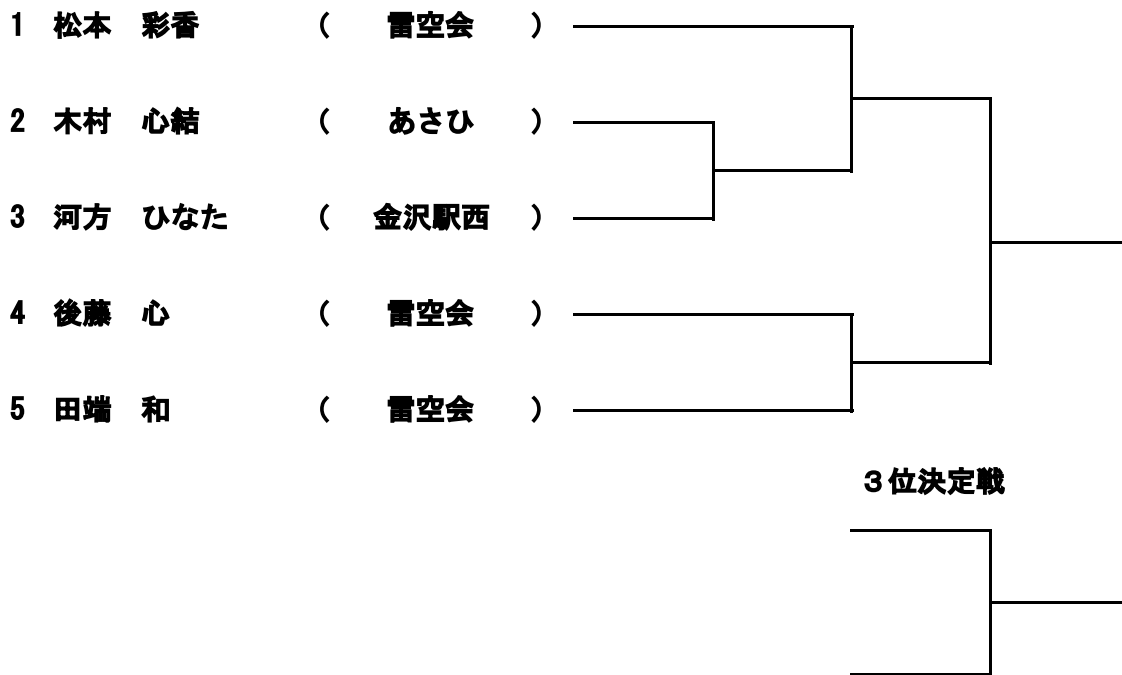 1 松本 彩香 ( 雷空会 )
2 木村 心結 ( あさひ )
3 河方 ひなた ( 金沢駅西 )
4 後藤 心 ( 雷空会 )
5 田端 和 ( 雷空会 )
３位決定戦